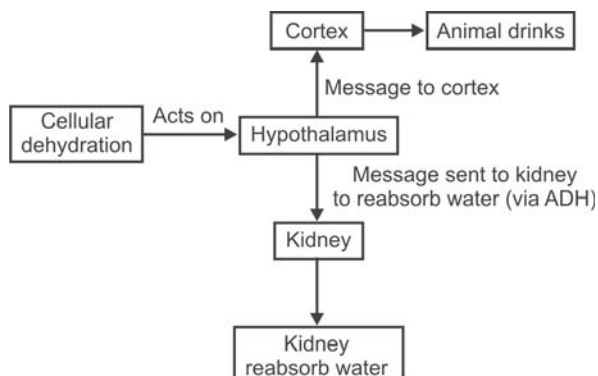 Cortex
Animal drinks
Message to cortex
Cellular
dehydration
Acts on
Hypothalamus
Message sent to kidney
to reabsorb water (via ADH)
Kidney
Kidney
reabsorb water